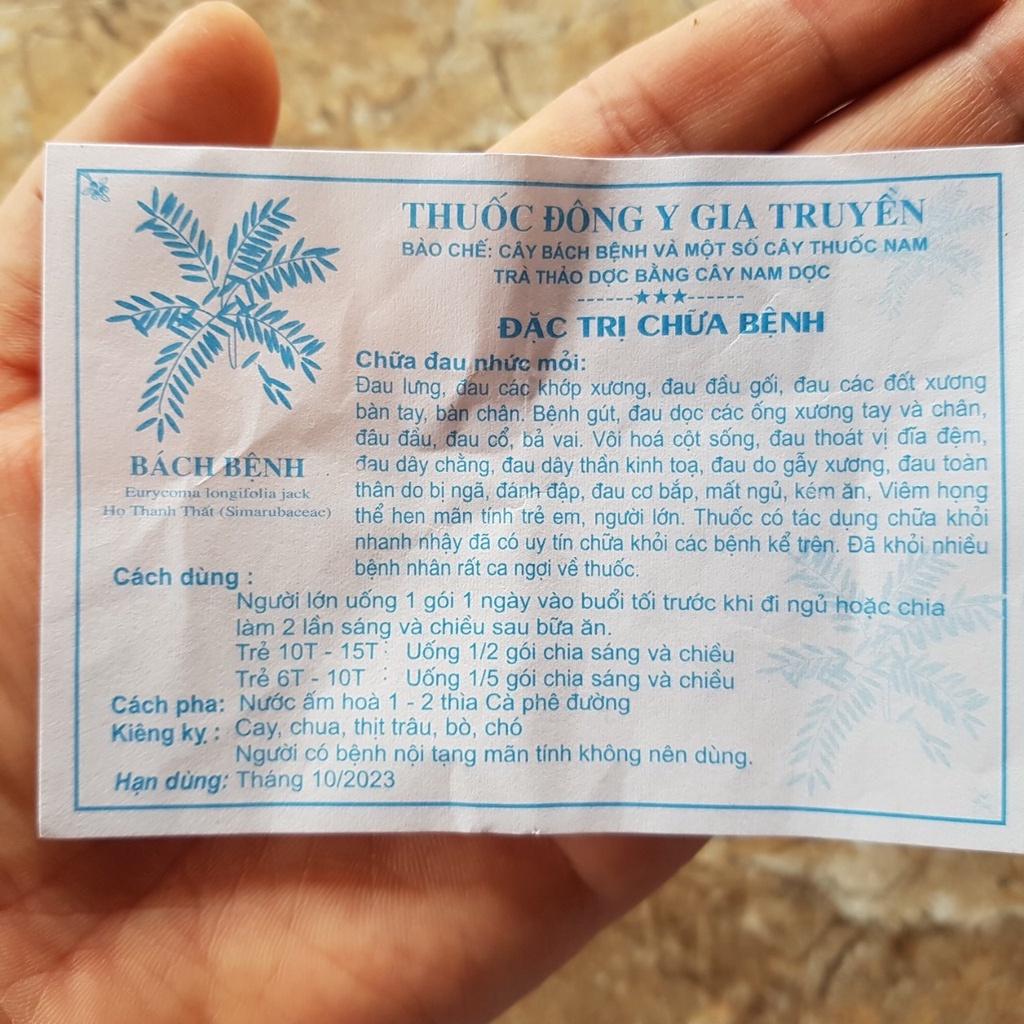 THUỐC ĐÔNG Y GIA TRUYỀN
BÀO CHẾ: CÂY BÁCH BỆNH VÀ MỘT SỐ CÂY THUỐC NAM
TRÀ THẢO DỢC BẰNG CÂY NAM DỢC
------★★★------
ĐẶC TRỊ CHỮA BỆNH
Chữa đau nhức mỏi:
Đau lưng, đau các khớp xương, đau đầu gối, đau các đốt xương
bàn tay, bàn chân. Bệnh gút, đau dọc các ống xương tay và chân,
đâu đầu, đau cổ, bả vai. Vôi hoá cột sống, đau thoát vị đĩa đệm,
đau dây chằng, đau dây thần kinh toạ, đau do gẫy xương, đau toàn
thân do bị ngã, đánh đập, đau cơ bắp, mất ngủ, kém ăn, Viêm họng
thể hen mãn tính trẻ em, người lớn. Thuốc có tác dụng chữa khỏi
nhanh nhậy đã có uy tín chữa khỏi các bệnh kể trên. Đã khỏi nhiều
bệnh nhân rất ca ngợi về thuốc.
BÁCH BỆNH
Eurycoma longifolia jack
Họ Thanh Thất (Simarubaceac)
Cách dùng :
Người lớn uống 1 gói 1 ngày vào buổi tối trước khi đi ngủ hoặc chia
làm 2 lần sáng và chiều sau bữa ăn.
Trẻ 10T - 15T : Uống 1/2 gói chia sáng và chiều
Trẻ 6T - 10T : Uống 1/5 gói chia sáng và chiều
Cách pha: Nước ấm hoà 1 - 2 thìa Cà phê đường
Kiêng kỵ : Cay, chua, thịt trâu, bò, chó
Người có bệnh nội tạng mãn tính không nên dùng.
Hạn dùng: Tháng 10/2023